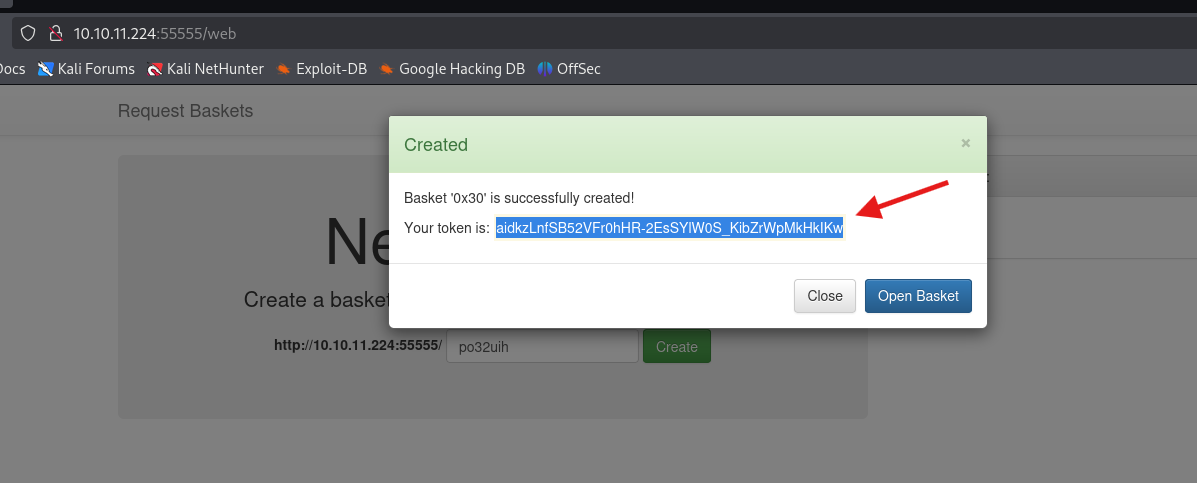 10.10.11.224:55555/web
Docs Kali Forums Kali NetHunter Exploit-DB Google Hacking DB OffSec
Request Baskets
Created ×
Basket '0x30' is successfully created!
Your token is: aidkzLnfSB52VFr0hHR-2EsSYlW0S_KibZrWpMkHkIKw
Ne
Create a basket
Close Open Basket
http://10.10.11.224:55555/ po32uih Create